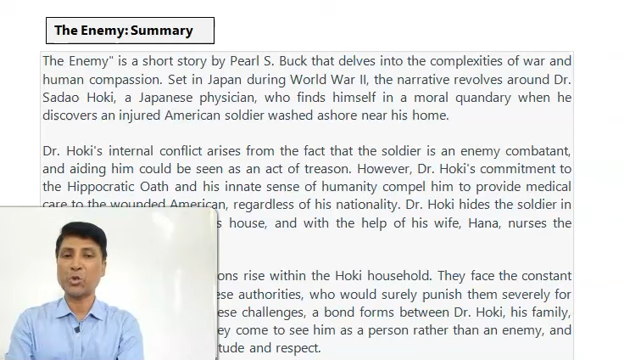 The Enemy: Summary
The Enemy" is a short story by Pearl S. Buck that delves into the complexities of war and
human compassion. Set in Japan during World War II, the narrative revolves around Dr.
Sadao Hoki, a Japanese physician, who finds himself in a moral quandary when he
discovers an injured American soldier washed ashore near his home.
Dr. Hoki's internal conflict arises from the fact that the soldier is an enemy combatant,
and aiding him could be seen as an act of treason. However, Dr. Hoki's commitment to
the Hippocratic Oath and his innate sense of humanity compel him to provide medical
care to the wounded American, regardless of his nationality. Dr. Hoki hides the soldier in
house, and with the help of his wife, Hana, nurses the
rise within the Hoki household. They face the constant
authorities, who would surely punish them severely for
challenges, a bond forms between Dr. Hoki, his family,
come to see him as a person rather than an enemy, and
and respect.